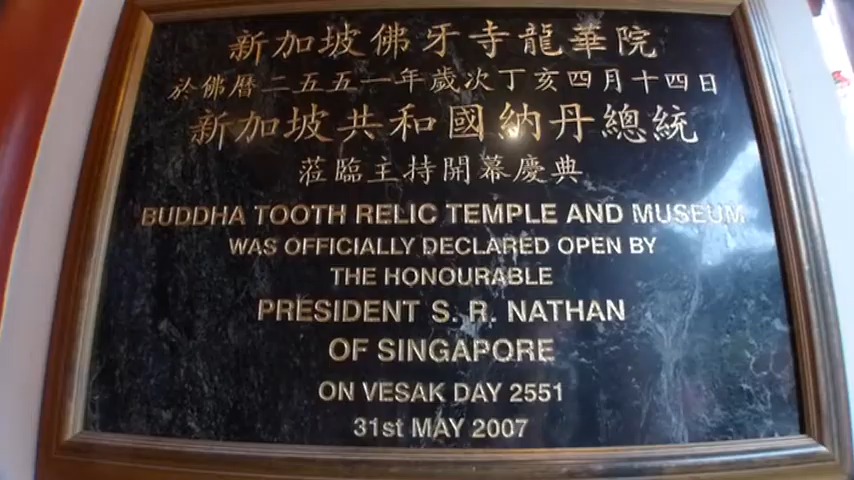 新加坡佛牙寺龍華院
於佛曆二五五一年歲次丁亥四月十四日
新加坡共和國納丹總統
蒞臨主持開幕慶典
BUDDHA TOOTH RELIC TEMPLE AND MUSEUM
WAS OFFICIALLY DECLARED OPEN BY
THE HONOURABLE
PRESIDENT S. R. NATHAN
OF SINGAPORE
ON VESAK DAY 2551
31st MAY 2007